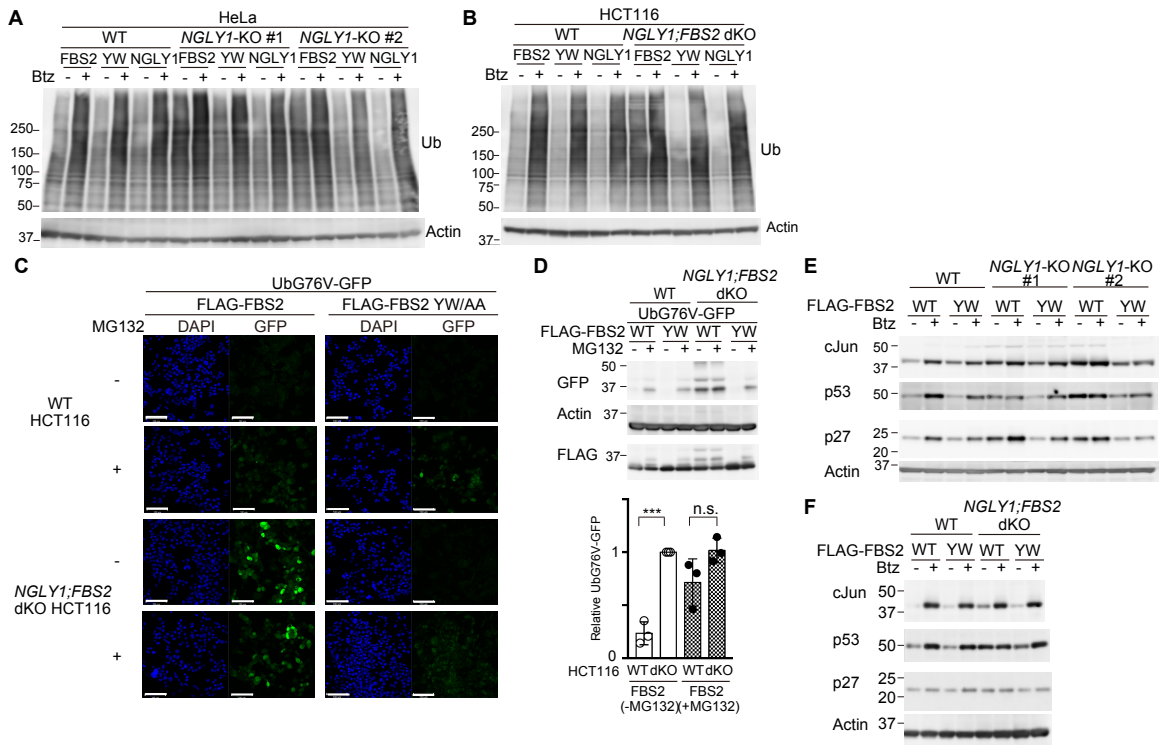 A
HeLa
WT NGLY1-KO #1 NGLY1-KO #2
FBS2 YW NGLY1 FBS2 YW NGLY1 FBS2 YW NGLY1
Btz - + - + - + - + - + - + - + - + - +
250
150
100
75
50
Ub
37
Actin
B
HCT116
WT NGLY1;FBS2 dKO
FBS2 YW NGLY1 FBS2 YW NGLY1
Btz - + - + - + - + - + - +
250
150
100
75
50
Ub
37
Actin
C
UbG76V-GFP
FLAG-FBS2 FLAG-FBS2 YW/AA
MG132 DAPI GFP DAPI GFP
-
WT
HCT116
+
-
NGLY1;FBS2
dKO HCT116
+
D
NGLY1;FBS2
WT dKO
UbG76V-GFP
FLAG-FBS2 WT YW WT YW
MG132 - + - + - + - +
50
GFP 37
Actin 37
FLAG 37
*** n.s.
1
Relative UbG76V-GFP
0
HCT116 WT dKO WT dKO
FBS2 FBS2
(-MG132) (+MG132)
E
WT NGLY1-KO #1 NGLY1-KO #2
FLAG-FBS2 WT YW WT YW WT YW
Btz - + - + - + - + - + - +
cJun 50
37
p53 50
p27 25
20
Actin 37
F
NGLY1;FBS2
WT dKO
FLAG-FBS2 WT YW WT YW
Btz - + - + - + - +
cJun 50
37
p53 50
p27 25
20
Actin 37